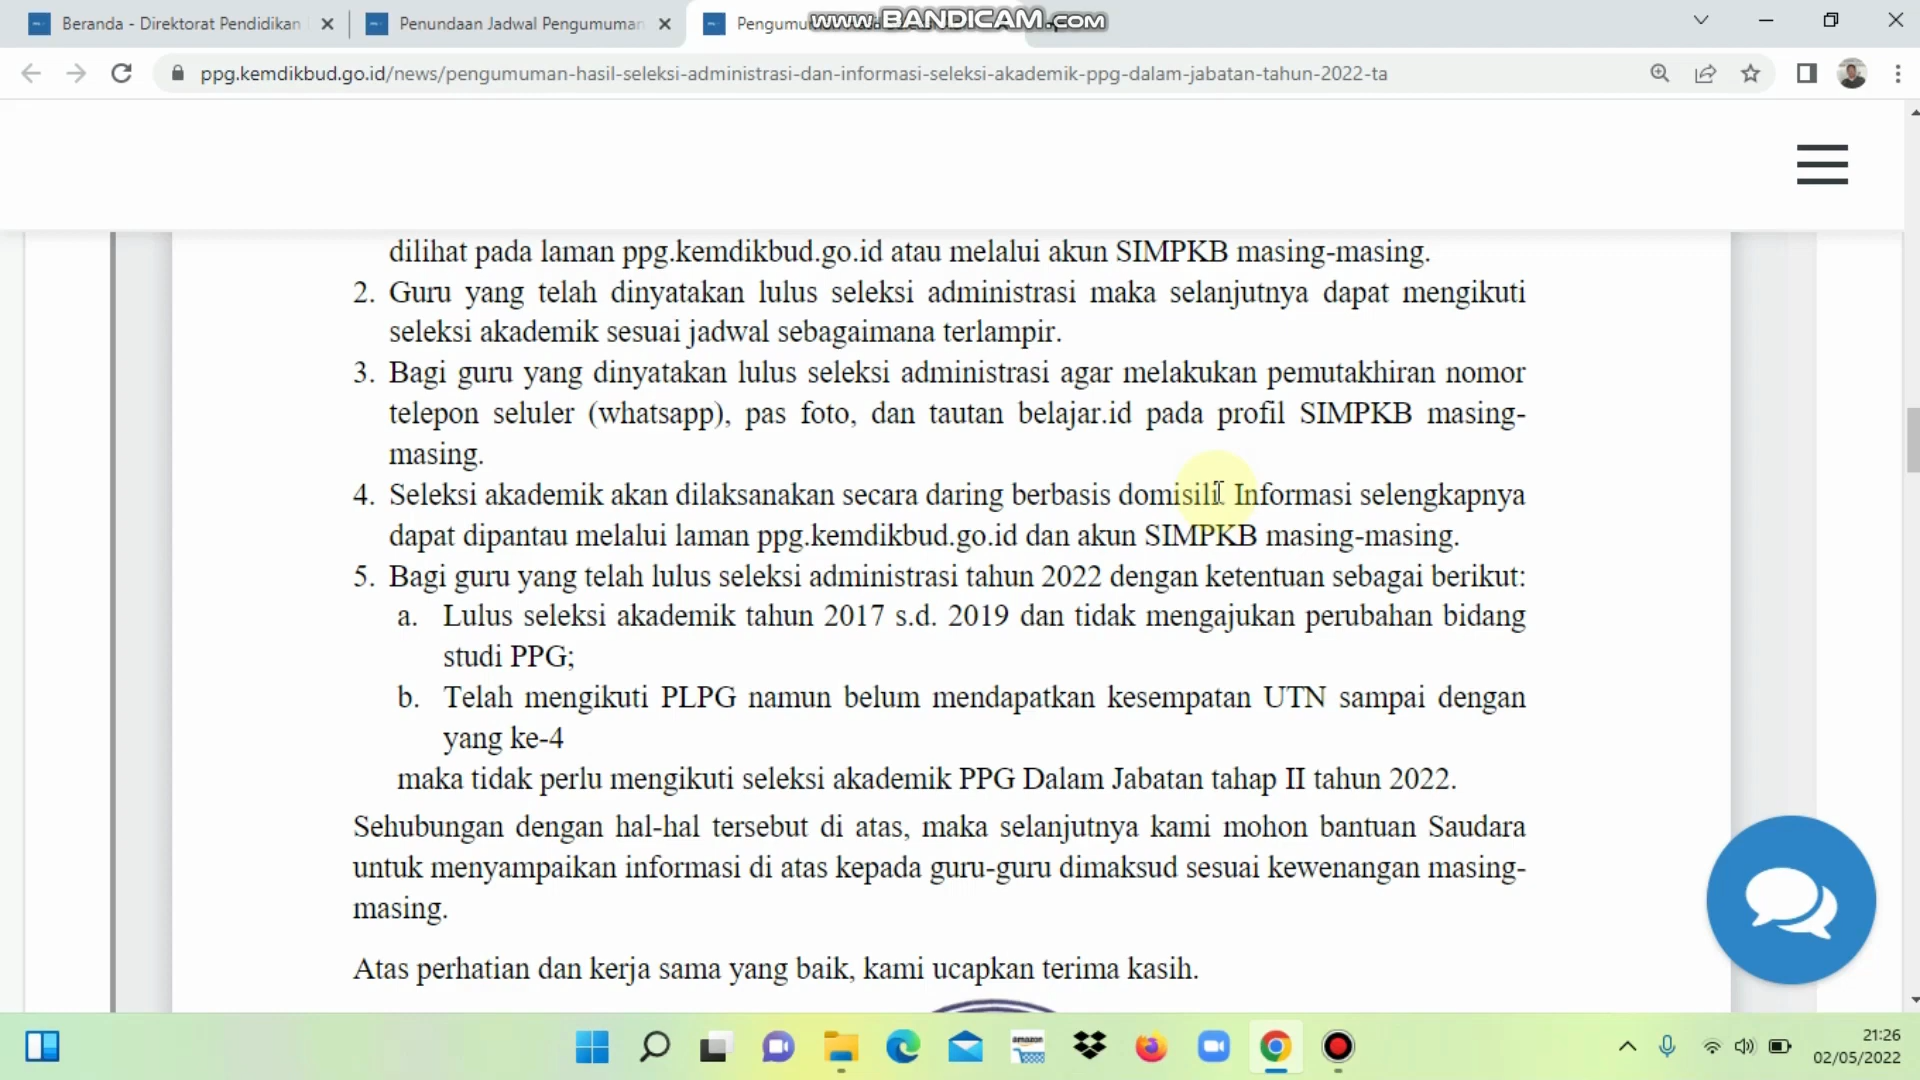 Beranda - Direktorat Pendidikan
Penundaan Jadwal Pengumuman
Pengumu
www.BANDICAM.com
ppg.kemdikbud.go.id/news/pengumuman-hasil-seleksi-administrasi-dan-informasi-seleksi-akademik-ppg-dalam-jabatan-tahun-2022-ta
dilihat pada laman ppg.kemdikbud.go.id atau melalui akun SIMPKB masing-masing.
2. Guru yang telah dinyatakan lulus seleksi administrasi maka selanjutnya dapat mengikuti
seleksi akademik sesuai jadwal sebagaimana terlampir.
3. Bagi guru yang dinyatakan lulus seleksi administrasi agar melakukan pemutakhiran nomor
telepon seluler (whatsapp), pas foto, dan tautan belajar.id pada profil SIMPKB masing-
masing.
4. Seleksi akademik akan dilaksanakan secara daring berbasis domisili. Informasi selengkapnya
dapat dipantau melalui laman ppg.kemdikbud.go.id dan akun SIMPKB masing-masing.
5. Bagi guru yang telah lulus seleksi administrasi tahun 2022 dengan ketentuan sebagai berikut:
a. Lulus seleksi akademik tahun 2017 s.d. 2019 dan tidak mengajukan perubahan bidang
studi PPG;
b. Telah mengikuti PLPG namun belum mendapatkan kesempatan UTN sampai dengan
yang ke-4
maka tidak perlu mengikuti seleksi akademik PPG Dalam Jabatan tahap II tahun 2022.
Sehubungan dengan hal-hal tersebut di atas, maka selanjutnya kami mohon bantuan Saudara
untuk menyampaikan informasi di atas kepada guru-guru dimaksud sesuai kewenangan masing-
masing.
Atas perhatian dan kerja sama yang baik, kami ucapkan terima kasih.
amazon
21:26
02/05/2022